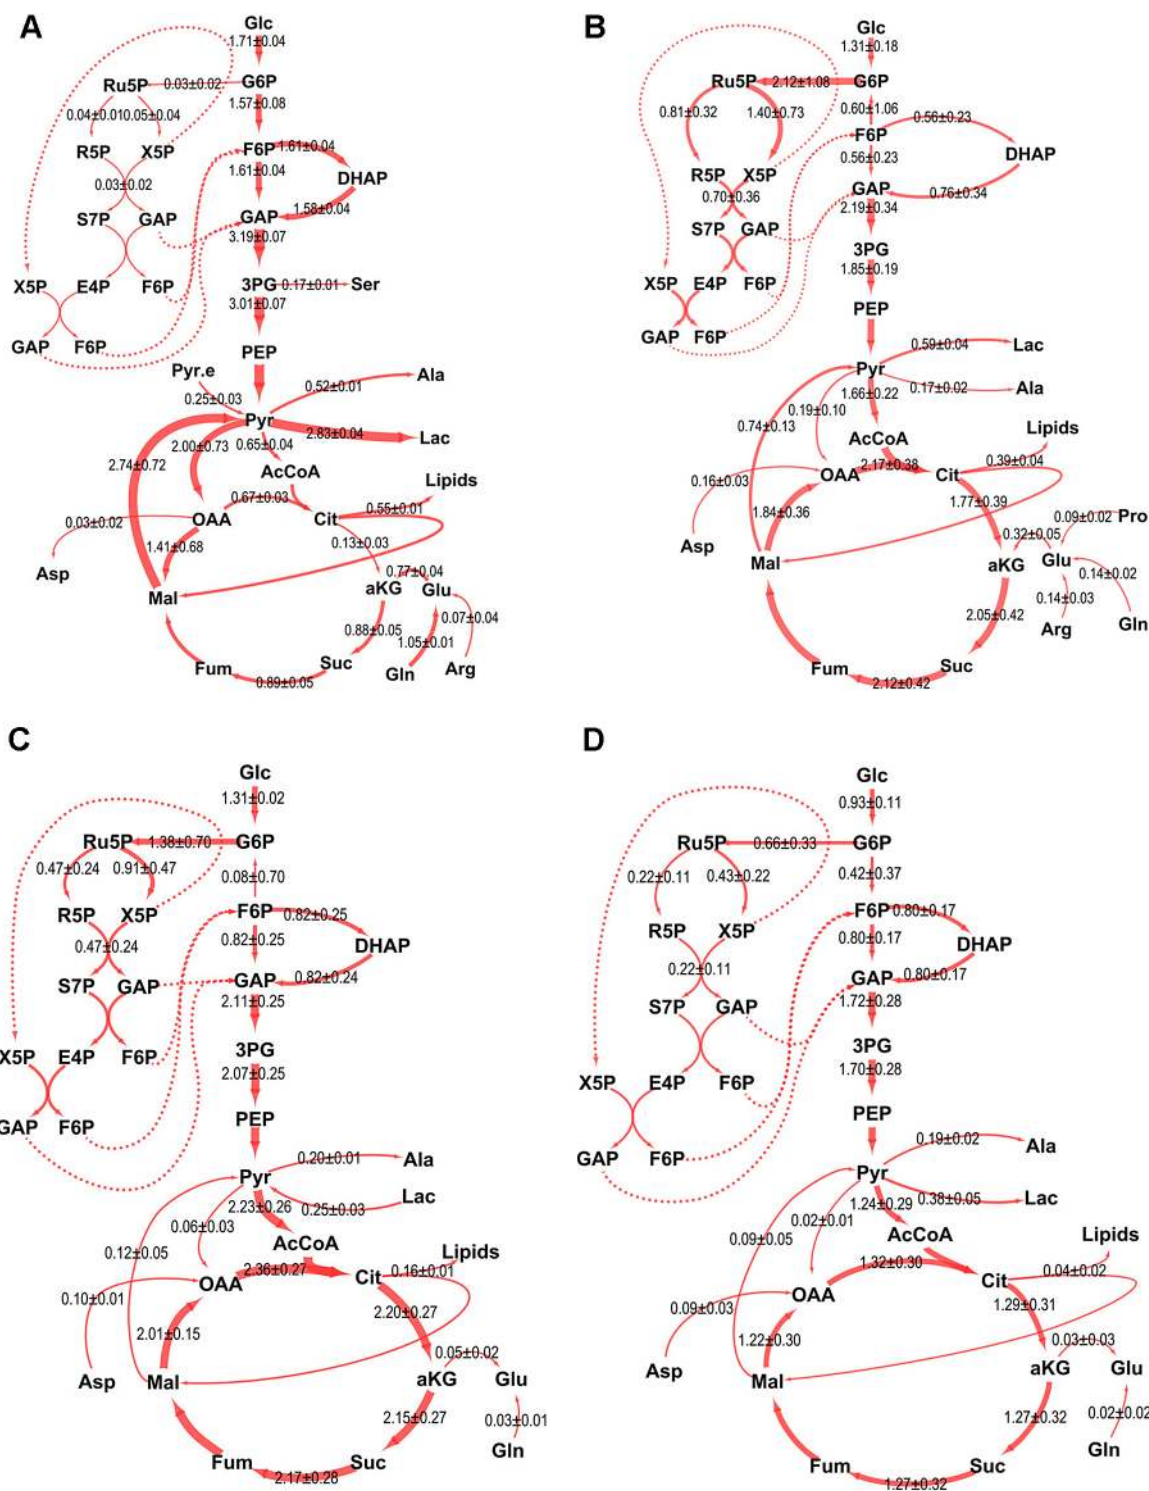 A
Glc
1.71±0.04
Ru5P
0.03±0.02
G6P
0.04±0.01
0.05±0.04
1.57±0.08
R5P
X5P
F6P
1.61±0.04
0.03±0.02
1.61±0.04
DHAP
S7P
GAP
GAP
1.58±0.04
3.19±0.07
X5P
E4P
F6P
3PG
0.17±0.01
Ser
3.01±0.07
GAP
F6P
PEP
Pyr.e
0.52±0.01
Ala
0.25±0.03
Pyr
2.83±0.04
Lac
2.00±0.73
0.65±0.04
2.74±0.72
AcCoA
Lipids
0.67±0.03
0.55±0.01
0.03±0.02
OAA
Cit
1.41±0.68
0.13±0.03
Asp
0.77±0.04
Mal
aKG
Glu
0.88±0.05
0.07±0.04
1.05±0.01
Fum
0.89±0.05
Suc
Gln
Arg
B
Glc
1.31±0.18
Ru5P
2.12±1.08
G6P
0.81±0.32
1.40±0.73
0.60±1.06
0.56±0.23
F6P
0.56±0.23
DHAP
R5P
X5P
GAP
0.76±0.34
0.70±0.36
2.19±0.34
S7P
GAP
3PG
1.85±0.19
X5P
E4P
F6P
PEP
GAP
F6P
0.59±0.04
Lac
Pyr
0.17±0.02
Ala
1.66±0.22
0.19±0.10
0.74±0.13
AcCoA
Lipids
2.17±0.38
0.39±0.04
0.16±0.03
OAA
Cit
1.84±0.36
1.77±0.39
0.09±0.02
Pro
0.32±0.05
Asp
Mal
aKG
Glu
0.14±0.02
0.14±0.03
2.05±0.42
Arg
Gln
Fum
2.12±0.42
Suc
C
Glc
1.31±0.02
Ru5P
1.38±0.70
G6P
0.47±0.24
0.91±0.47
0.08±0.70
R5P
X5P
F6P
0.82±0.25
0.47±0.24
0.82±0.25
DHAP
S7P
GAP
GAP
0.82±0.24
2.11±0.25
X5P
E4P
F6P
3PG
2.07±0.25
GAP
F6P
PEP
0.20±0.01
Ala
Pyr
0.25±0.03
Lac
2.23±0.26
0.06±0.03
0.12±0.05
AcCoA
Lipids
2.36±0.27
0.16±0.01
0.10±0.01
OAA
Cit
2.01±0.15
2.20±0.27
Asp
Mal
0.05±0.02
aKG
Glu
2.15±0.27
0.03±0.01
Gln
Fum
2.17±0.28
Suc
D
Glc
0.93±0.11
Ru5P
0.66±0.33
G6P
0.22±0.11
0.43±0.22
0.42±0.37
R5P
X5P
F6P
0.80±0.17
0.80±0.17
DHAP
0.22±0.11
GAP
0.80±0.17
1.72±0.28
S7P
GAP
3PG
1.70±0.28
X5P
E4P
F6P
PEP
GAP
F6P
0.19±0.02
Ala
Pyr
0.38±0.05
Lac
1.24±0.29
0.02±0.01
0.09±0.05
AcCoA
Lipids
1.32±0.30
0.04±0.02
0.09±0.03
OAA
Cit
1.22±0.30
1.29±0.31
Asp
Mal
0.03±0.03
aKG
Glu
1.27±0.32
0.02±0.02
Gln
Fum
1.27±0.32
Suc